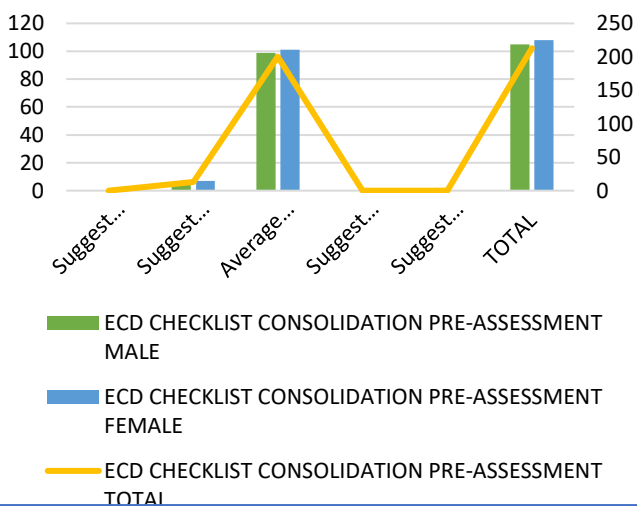 120 250
100 200
80 150
60 100
40
20 50
0 0
Suggest... Suggest... Average... Suggest... Suggest... TOTAL
ECD CHECKLIST CONSOLIDATION PRE-ASSESSMENT
MALE
ECD CHECKLIST CONSOLIDATION PRE-ASSESSMENT
FEMALE
ECD CHECKLIST CONSOLIDATION PRE-ASSESSMENT
TOTAL